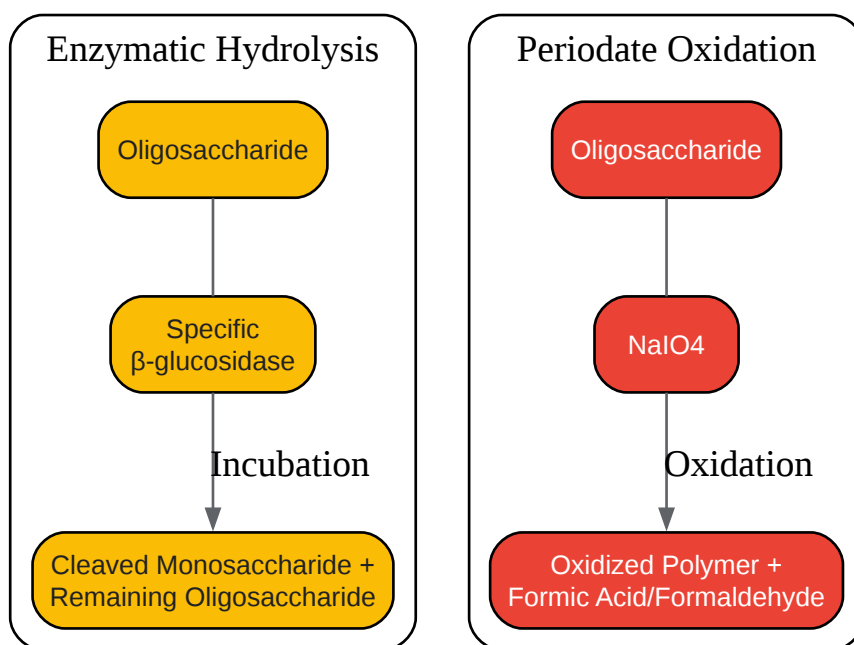 Enzymatic Hydrolysis
Oligosaccharide
Specific
β-glucosidase
Incubation
Cleaved Monosaccharide +
Remaining Oligosaccharide
Periodate Oxidation
Oligosaccharide
NaIO4
Oxidation
Oxidized Polymer +
Formic Acid/Formaldehyde